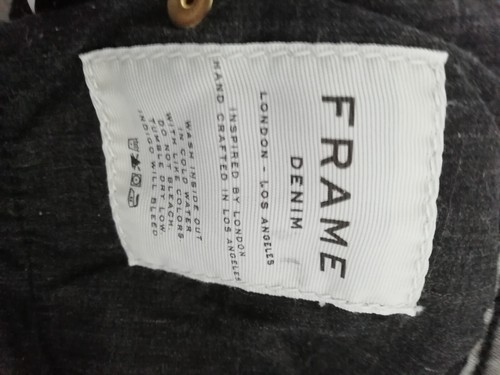 FRAME
DENIM
LONDON - LOS ANGELES
INSPIRED BY LONDON
HAND CRAFTED IN LOS ANGELES
WASH INSIDE OUT
IN COLD WATER
WITH LIKE COLORS
DO NOT BLEACH
TUMBLE DRY LOW
INDIGO WILL BLEED